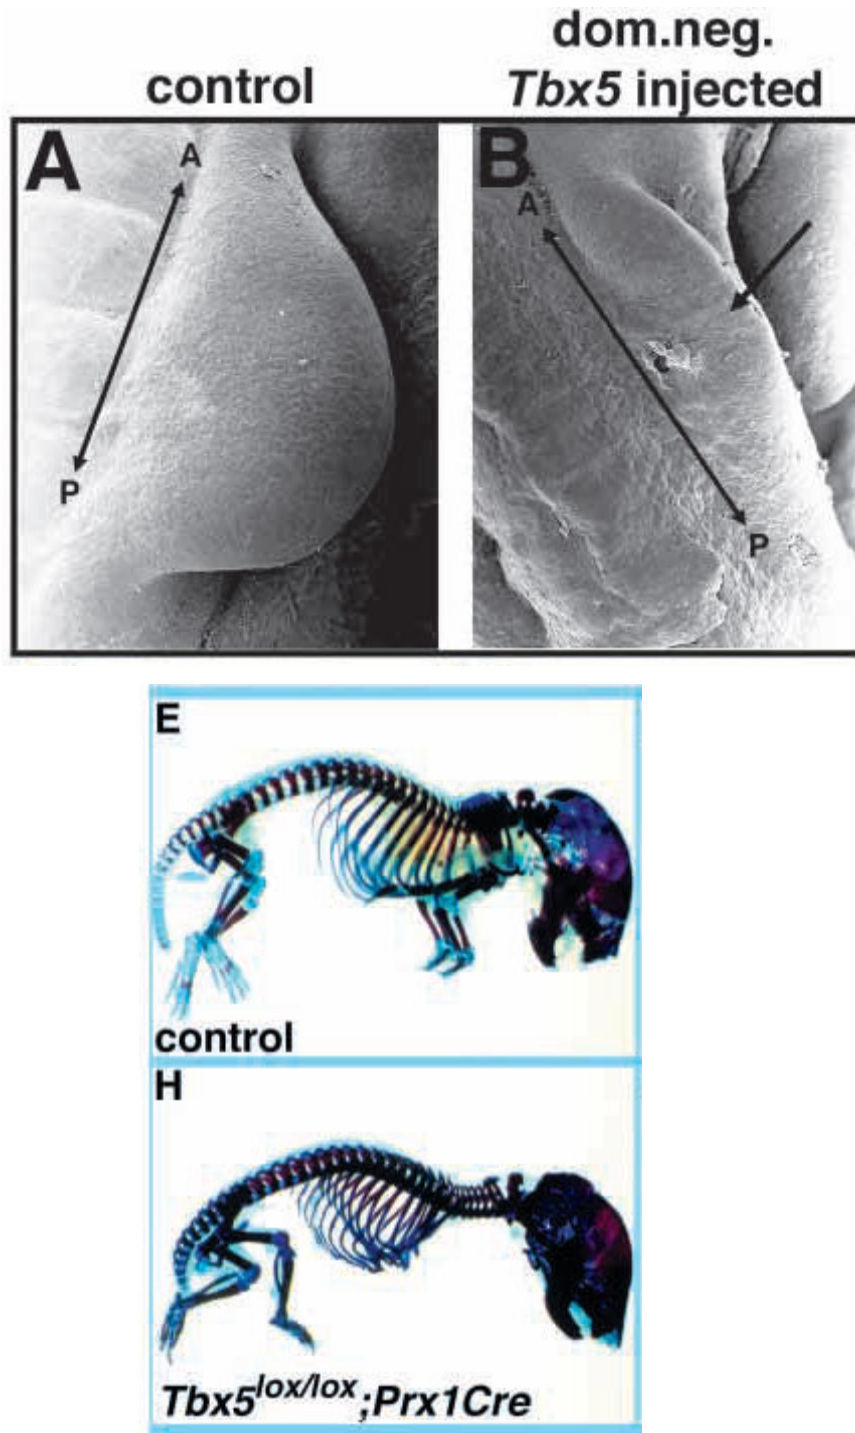 control
dom.neg.
Tbx5 injected
A
B
A
P
A
P
E
control
H
Tbx5lox/lox;Prx1Cre